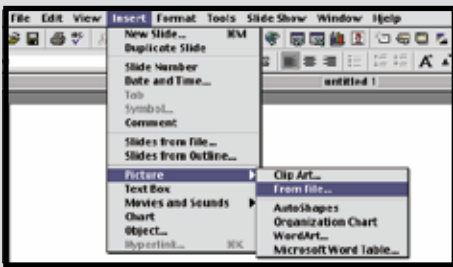 File Edit View Insert Format Tools Slide Show Window Help
New Slide... ⌘M
Duplicate Slide
Slide Number
Date and Time...
Tab
Symbol...
Comment
Slides from File...
Slides from Outline...
Picture
Text Box
Movies and Sounds
Chart
Object...
Hyperlink... ⌘K
Clip Art...
From File...
AutoShapes
Organization Chart
WordArt...
Microsoft Word Table...
untitled 1